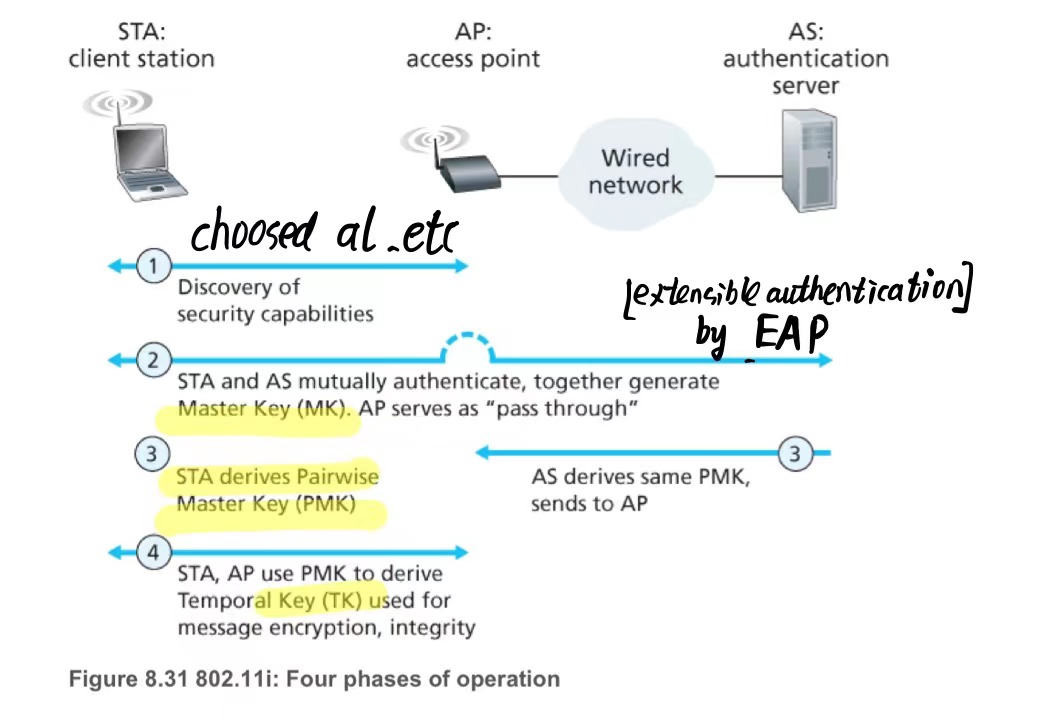 STA:
client station
AP:
access point
AS:
authentication
server
Wired
network
choosed al.etc
1
Discovery of
security capabilities
[extensible authentication]
by EAP
2
STA and AS mutually authenticate, together generate
Master Key (MK). AP serves as “pass through”
3
STA derives Pairwise
Master Key (PMK)
3
AS derives same PMK,
sends to AP
4
STA, AP use PMK to derive
Temporal Key (TK) used for
message encryption, integrity
Figure 8.31 802.11i: Four phases of operation